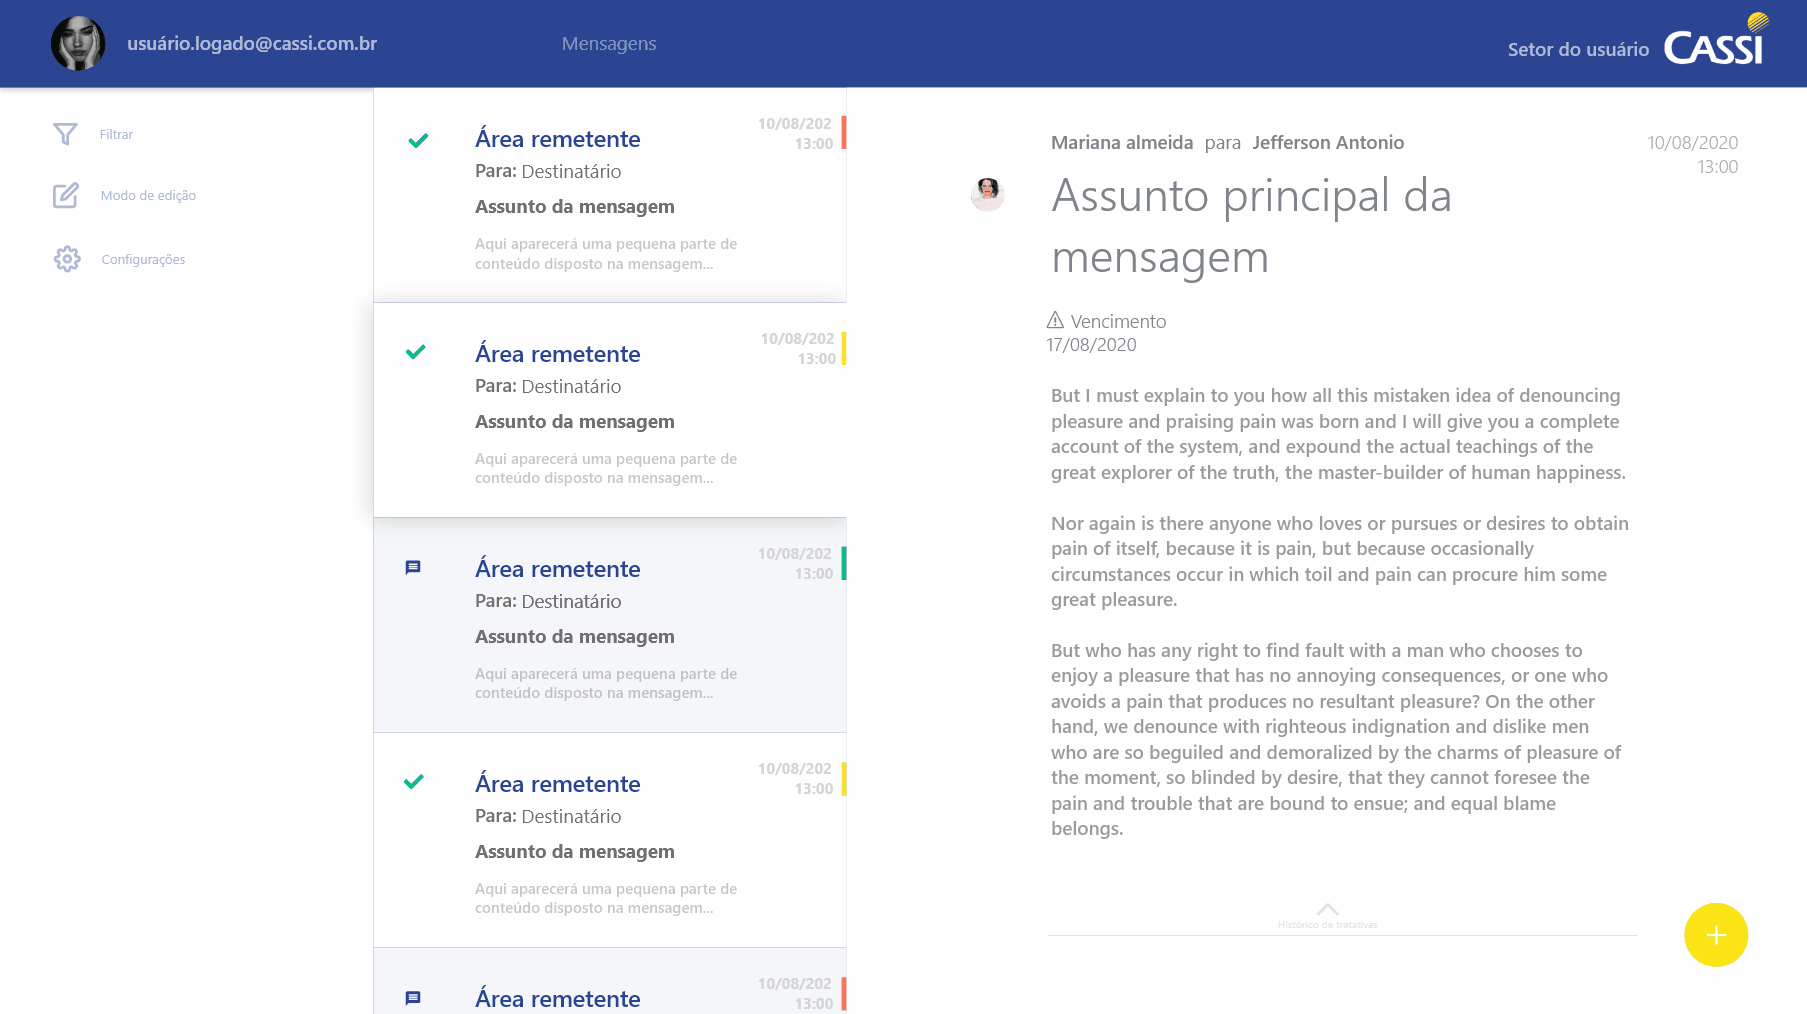 usuário.logado@cassi.com.br
Mensagens
Setor do usuário
CASSI
Filtrar
Modo de edição
Configurações
Área remetente
10/08/202
13:00
Para: Destinatário
Assunto da mensagem
Aqui aparecerá uma pequena parte de
conteúdo disposto na mensagem...
Área remetente
10/08/202
13:00
Para: Destinatário
Assunto da mensagem
Aqui aparecerá uma pequena parte de
conteúdo disposto na mensagem...
Área remetente
10/08/202
13:00
Para: Destinatário
Assunto da mensagem
Aqui aparecerá uma pequena parte de
conteúdo disposto na mensagem...
Área remetente
10/08/202
13:00
Para: Destinatário
Assunto da mensagem
Aqui aparecerá uma pequena parte de
conteúdo disposto na mensagem...
Área remetente
10/08/202
13:00
Mariana almeida para Jefferson Antonio
10/08/2020
13:00
Assunto principal da
mensagem
Vencimento
17/08/2020
But I must explain to you how all this mistaken idea of denouncing
pleasure and praising pain was born and I will give you a complete
account of the system, and expound the actual teachings of the
great explorer of the truth, the master-builder of human happiness.
Nor again is there anyone who loves or pursues or desires to obtain
pain of itself, because it is pain, but because occasionally
circumstances occur in which toil and pain can procure him some
great pleasure.
But who has any right to find fault with a man who chooses to
enjoy a pleasure that has no annoying consequences, or one who
avoids a pain that produces no resultant pleasure? On the other
hand, we denounce with righteous indignation and dislike men
who are so beguiled and demoralized by the charms of pleasure of
the moment, so blinded by desire, that they cannot foresee the
pain and trouble that are bound to ensue; and equal blame
belongs.
Histórico de tratativas